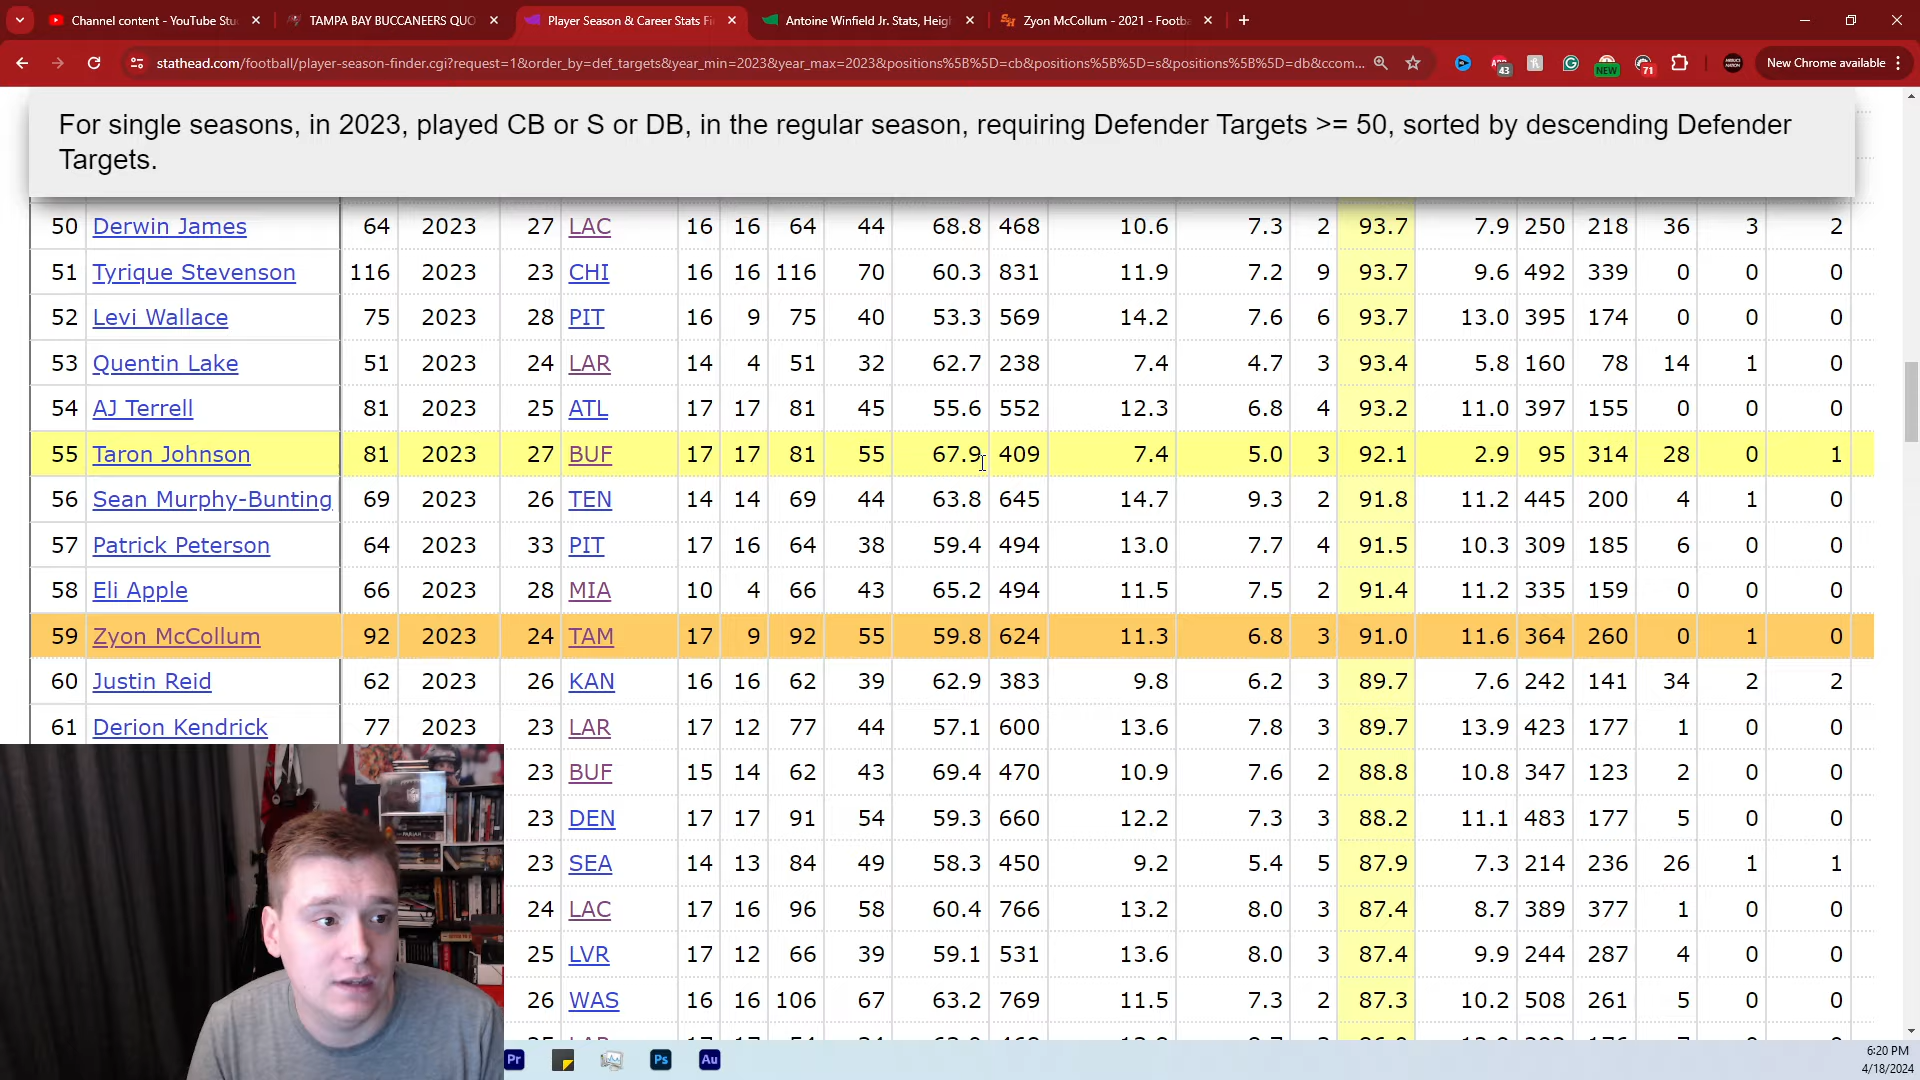 Channel content - YouTube Stu
TAMPA BAY BUCCANEERS QUO
Player Season & Career Stats Fi
Antoine Winfield Jr. Stats, Heig
Zyon McCollum - 2021 - Footba
stathead.com/football/player-season-finder.cgi?request=1&order_by=def_targets&year_min=2023&year_max=2023&positions%5B%5D=cb&positions%5B%5D=s&positions%5B%5D=db&ccom...
43
NEW
71
New Chrome available
For single seasons, in 2023, played CB or S or DB, in the regular season, requiring Defender Targets >= 50, sorted by descending Defender
Targets.
50 Derwin James 64 2023 27 LAC 16 16 64 44 68.8 468 10.6 7.3 2 93.7 7.9 250 218 36 3 2
51 Tyrique Stevenson 116 2023 23 CHI 16 16 116 70 60.3 831 11.9 7.2 9 93.7 9.6 492 339 0 0 0
52 Levi Wallace 75 2023 28 PIT 16 9 75 40 53.3 569 14.2 7.6 6 93.7 13.0 395 174 0 0 0
53 Quentin Lake 51 2023 24 LAR 14 4 51 32 62.7 238 7.4 4.7 3 93.4 5.8 160 78 14 1 0
54 AJ Terrell 81 2023 25 ATL 17 17 81 45 55.6 552 12.3 6.8 4 93.2 11.0 397 155 0 0 0
55 Taron Johnson 81 2023 27 BUF 17 17 81 55 67.9 409 7.4 5.0 3 92.1 2.9 95 314 28 0 1
56 Sean Murphy-Bunting 69 2023 26 TEN 14 14 69 44 63.8 645 14.7 9.3 2 91.8 11.2 445 200 4 1 0
57 Patrick Peterson 64 2023 33 PIT 17 16 64 38 59.4 494 13.0 7.7 4 91.5 10.3 309 185 6 0 0
58 Eli Apple 66 2023 28 MIA 10 4 66 43 65.2 494 11.5 7.5 2 91.4 11.2 335 159 0 0 0
59 Zyon McCollum 92 2023 24 TAM 17 9 92 55 59.8 624 11.3 6.8 3 91.0 11.6 364 260 0 1 0
60 Justin Reid 62 2023 26 KAN 16 16 62 39 62.9 383 9.8 6.2 3 89.7 7.6 242 141 34 2 2
61 Derion Kendrick 77 2023 23 LAR 17 12 77 44 57.1 600 13.6 7.8 3 89.7 13.9 423 177 1 0 0
23 BUF 15 14 62 43 69.4 470 10.9 7.6 2 88.8 10.8 347 123 2 0 0
23 DEN 17 17 91 54 59.3 660 12.2 7.3 3 88.2 11.1 483 177 5 0 0
23 SEA 14 13 84 49 58.3 450 9.2 5.4 5 87.9 7.3 214 236 26 1 1
24 LAC 17 16 96 58 60.4 766 13.2 8.0 3 87.4 8.7 389 377 1 0 0
25 LVR 17 12 66 39 59.1 531 13.6 8.0 3 87.4 9.9 244 287 4 0 0
26 WAS 16 16 106 67 63.2 769 11.5 7.3 2 87.3 10.2 508 261 5 0 0
Pr
Ps
Au
6:20 PM
4/18/2024